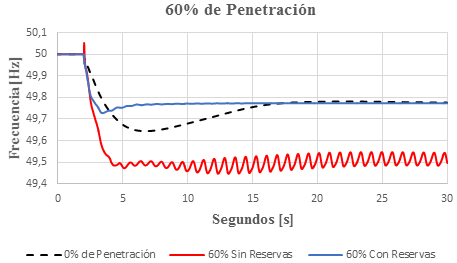 60% de Penetración
Frecuencia [Hz]
50,1
50
49,9
49,8
49,7
49,6
49,5
49,4
0 5 10 15 20 25 30
Segundos [s]
0% de Penetración 60% Sin Reservas 60% Con Reservas